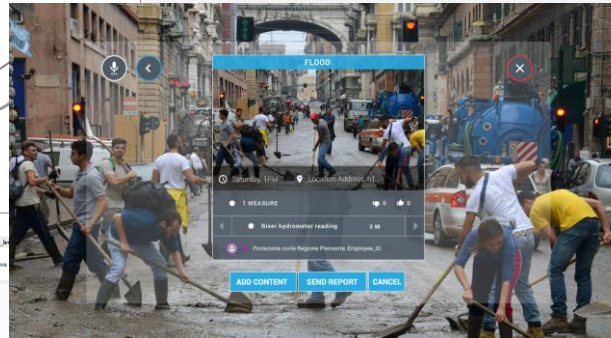 FLOOD
Saturday, 1PM Location Address, n1
1 MEASURE 0 0
River hydrometer reading 3 M
Protezione civile Regione Piemonte, Employee_ID
ADD CONTENT SEND REPORT CANCEL